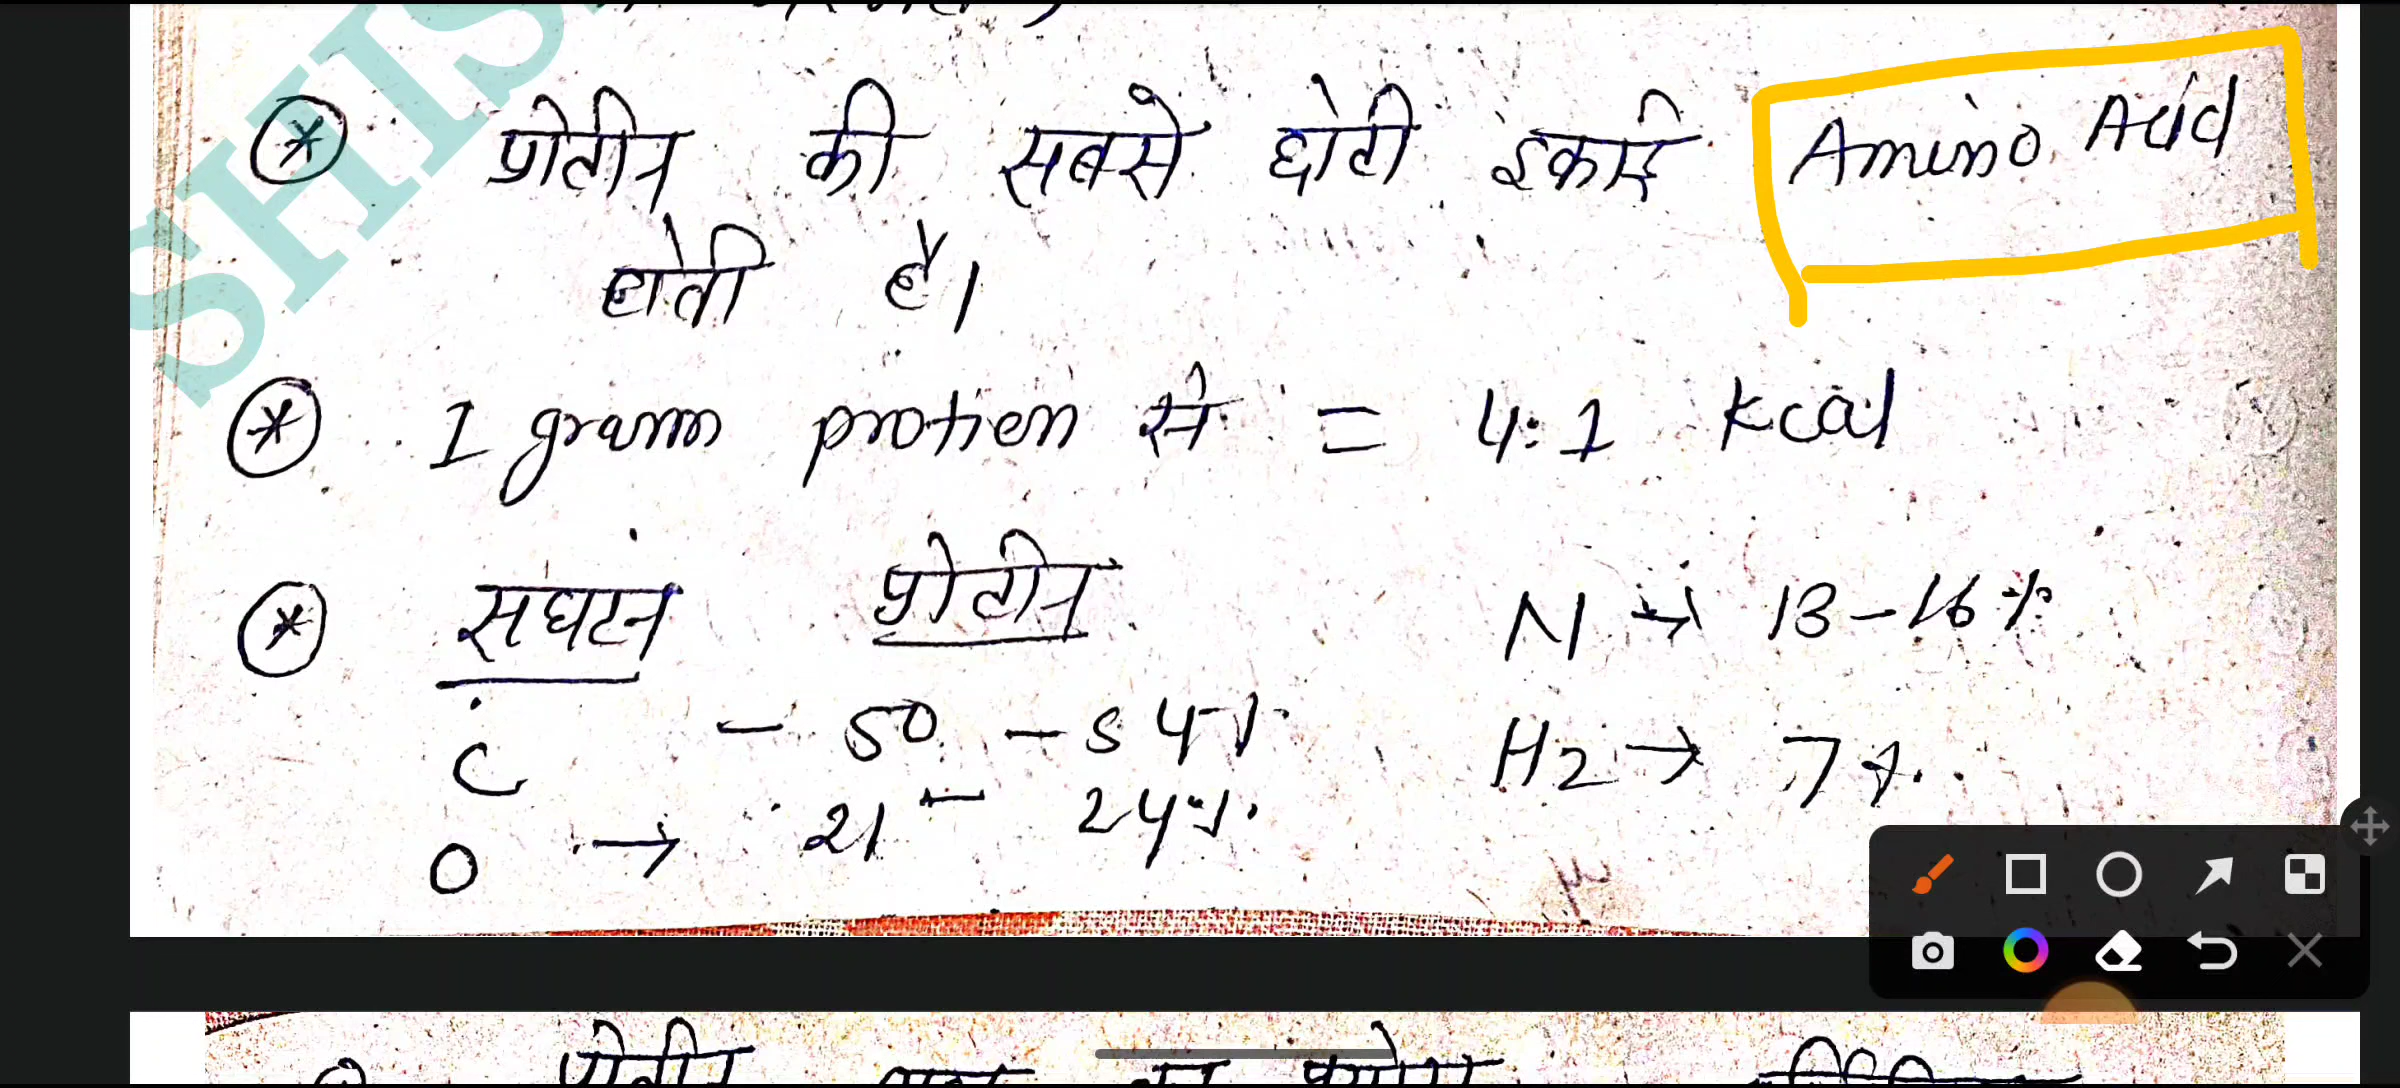 SHIS
* प्रोटीन की सबसे छोटी इकाई Amino Acid
होती है।
* 1 gram protien से = 4:1 kcal
* संघटन प्रोटीन
N → 13-16%
C - 50 - 54%
H2 → 7%
O → 21 - 24%
प्रोटीन